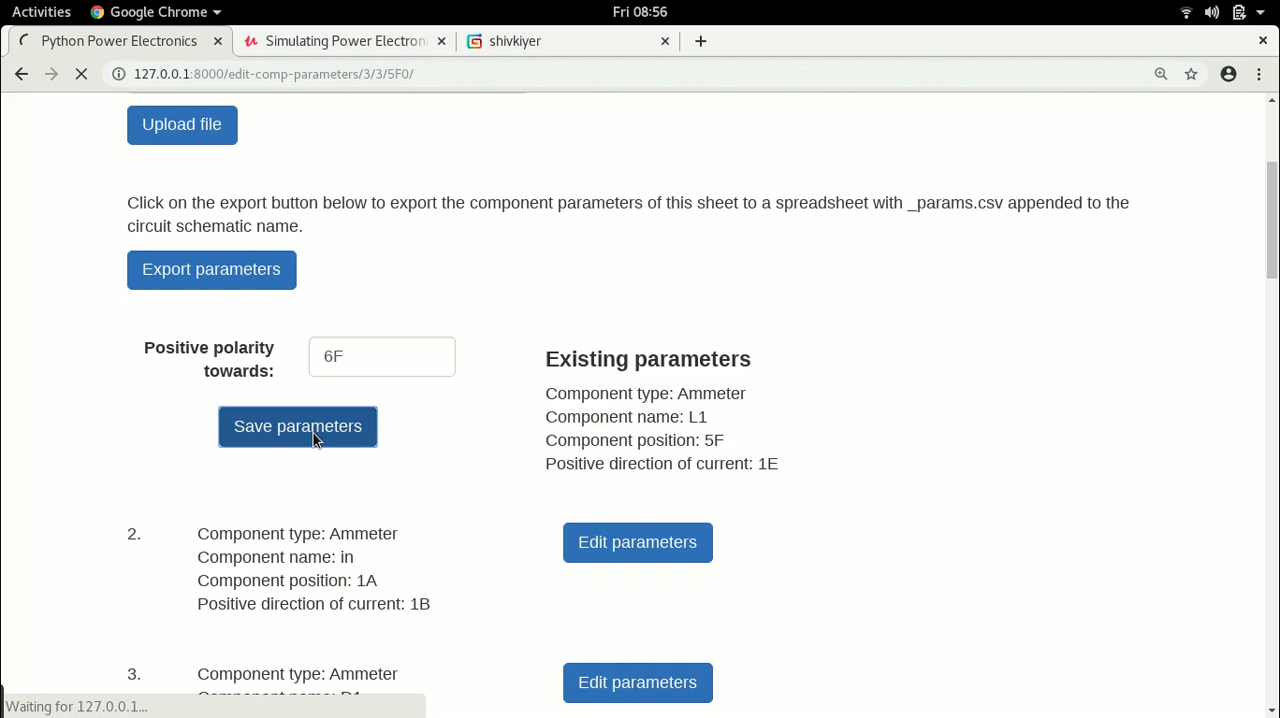 Activities
Google Chrome
Fri 08:56
Python Power Electronics
Simulating Power Electroni
shivkiyer
127.0.0.1:8000/edit-comp-parameters/3/3/5F0/
Upload file
Click on the export button below to export the component parameters of this sheet to a spreadsheet with _params.csv appended to the
circuit schematic name.
Export parameters
Positive polarity
towards:
6F
Save parameters
Existing parameters
Component type: Ammeter
Component name: L1
Component position: 5F
Positive direction of current: 1E
2.
Component type: Ammeter
Component name: in
Component position: 1A
Positive direction of current: 1B
Edit parameters
3.
Component type: Ammeter
Edit parameters
Waiting for 127.0.0.1...